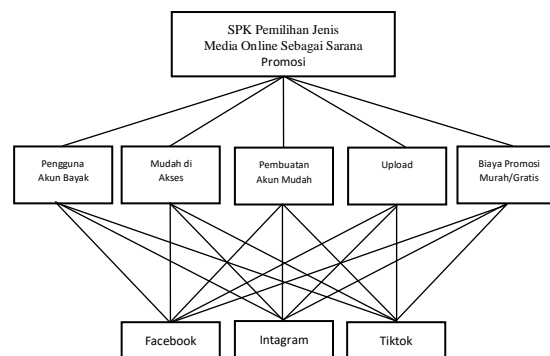 SPK Pemilihan Jenis
Media Online Sebagai Sarana
Promosi
Pengguna
Akun Bayak
Mudah di
Akses
Pembuatan
Akun Mudah
Upload
Biaya Promosi
Murah/Gratis
Facebook
Intagram
Tiktok